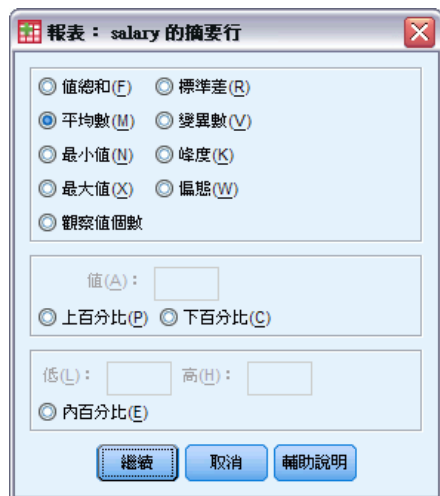 報表： salary 的摘要行
值總和(F) 標準差(R)
平均數(M) 變異數(V)
最小值(N) 峰度(K)
最大值(X) 偏態(W)
觀察值個數
值(A)：
上百分比(P) 下百分比(C)
低(L)： 高(H)：
內百分比(E)
繼續 取消 輔助說明